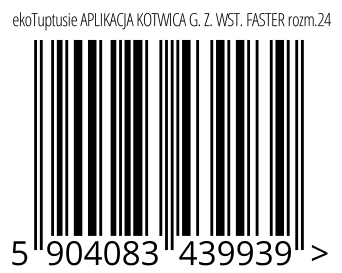 ekoTuptusie APLIKACJA KOTWICA G. Z. WST. FASTER rozm.24
5 904083 439939 >